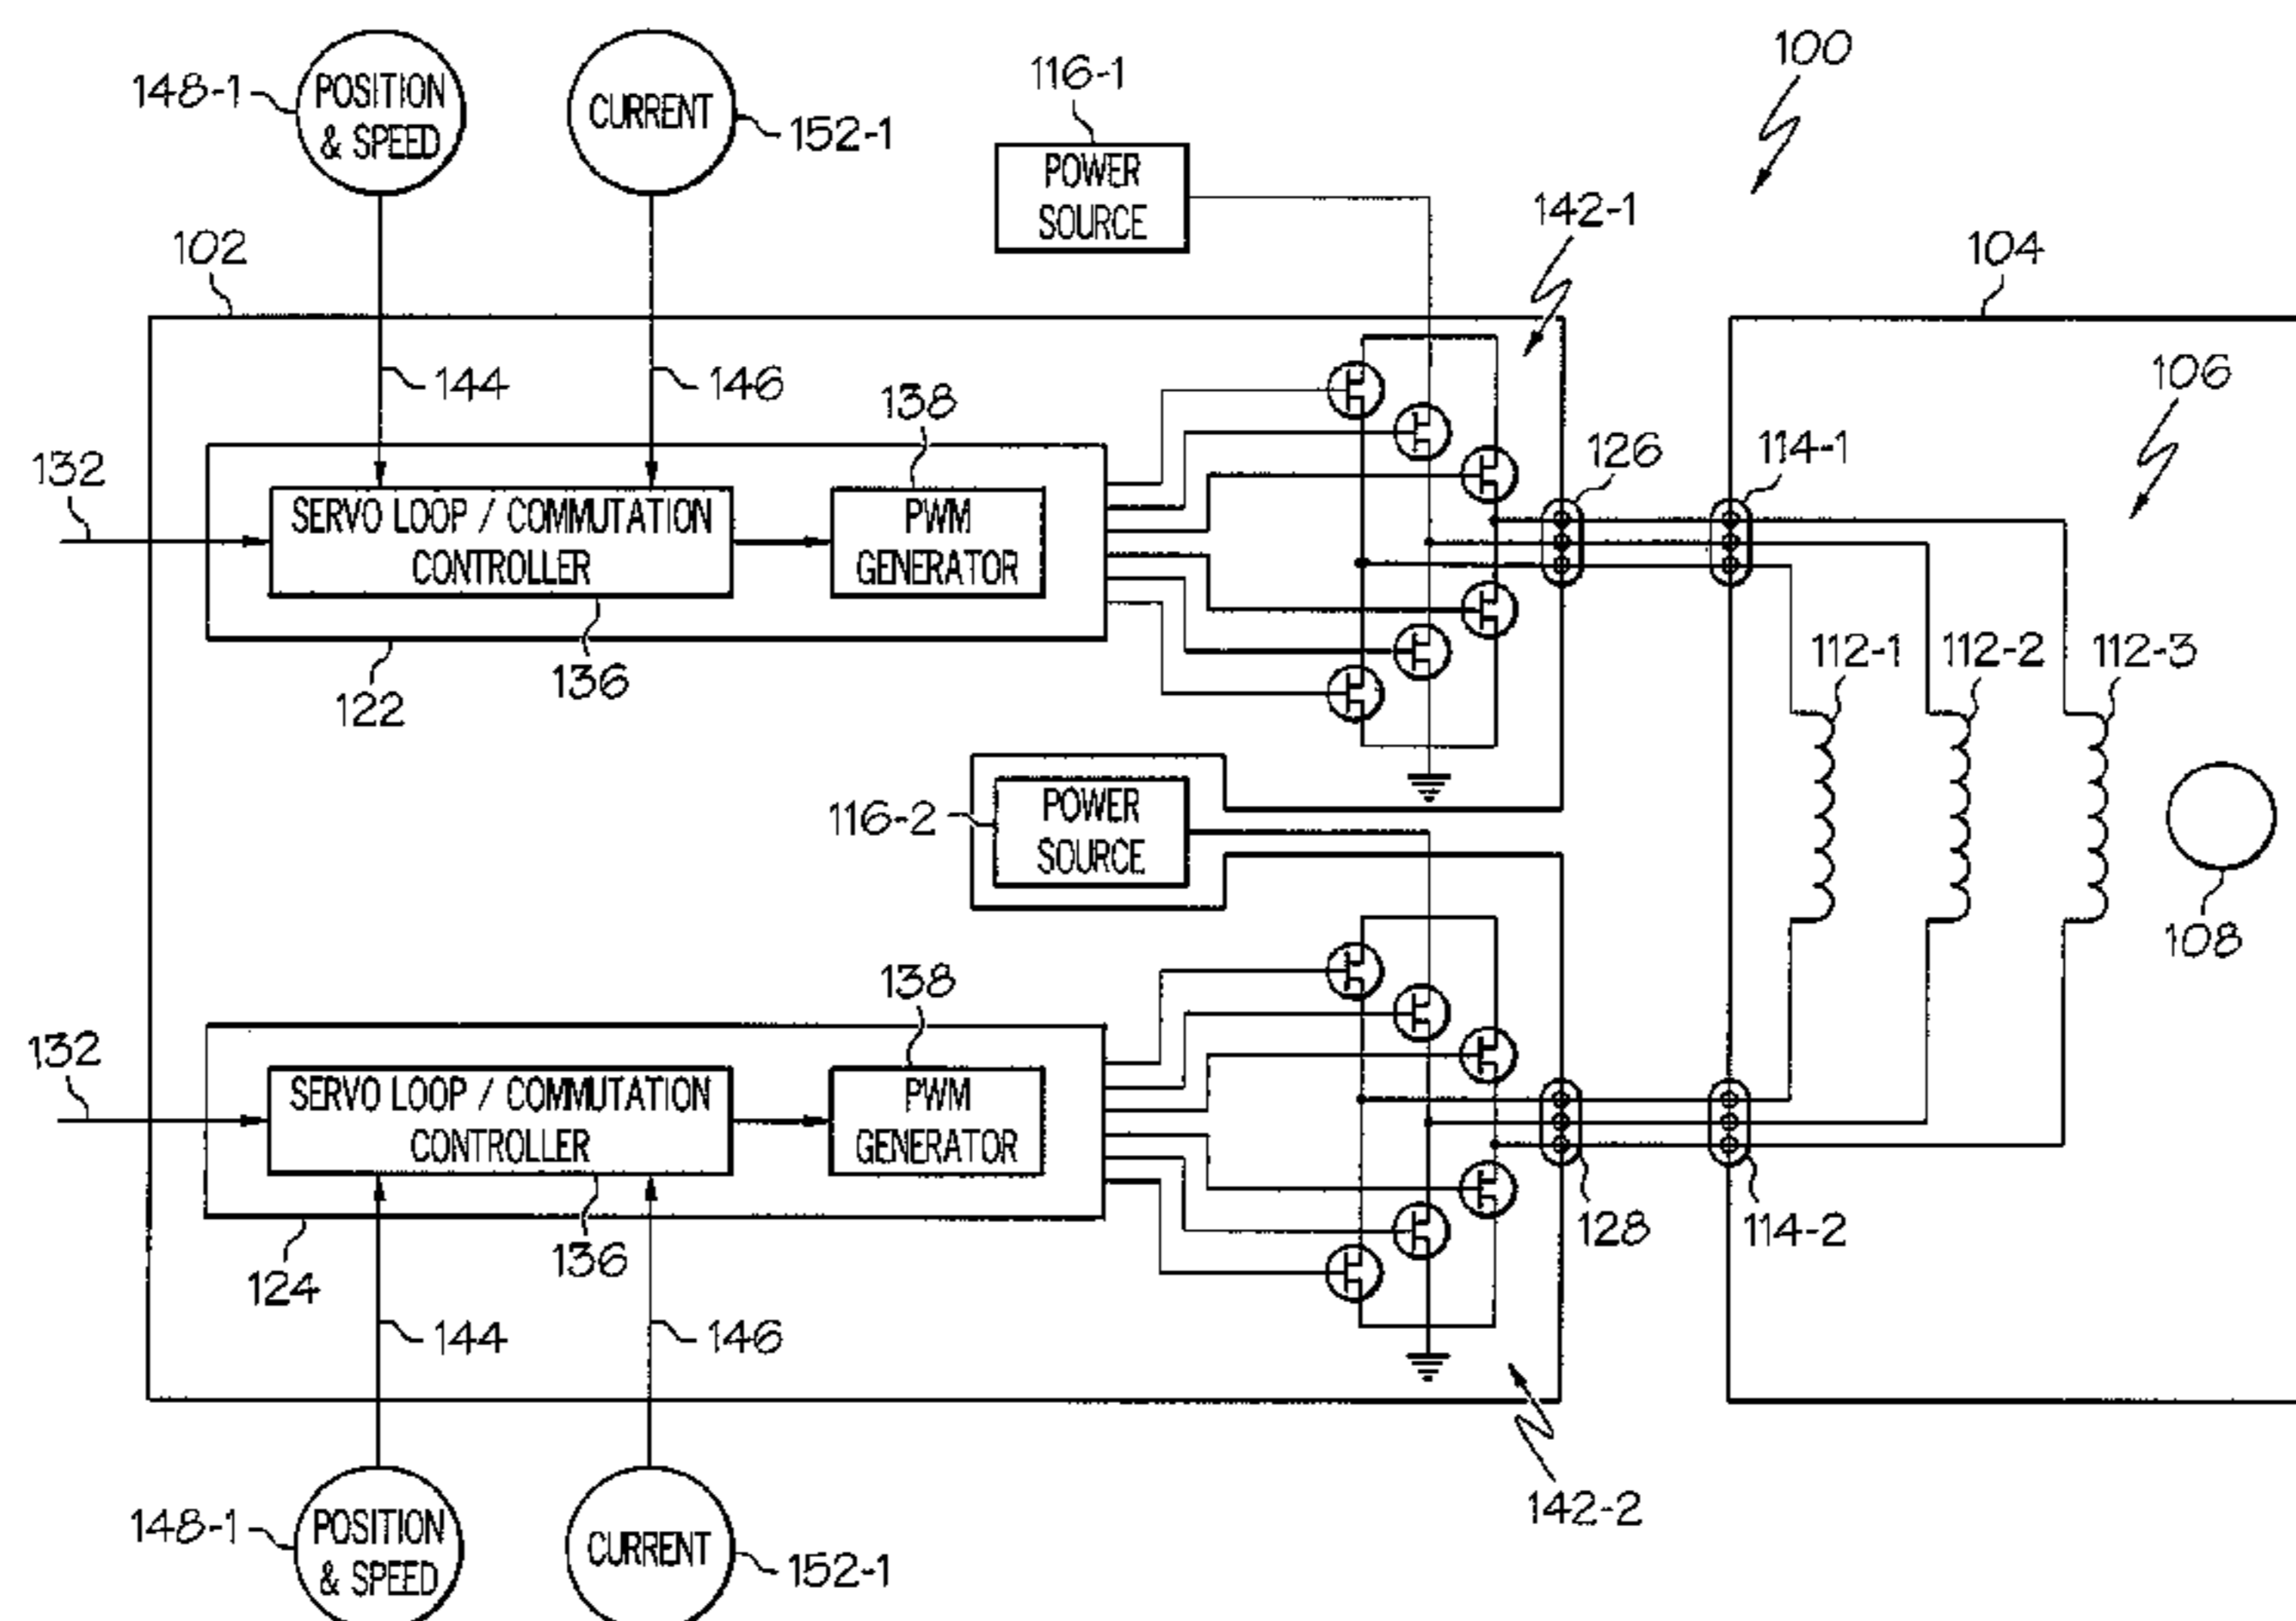 100
148-1
POSITION
& SPEED
CURRENT
152-1
116-1
POWER
SOURCE
142-1
102
104
144
146
106
132
138
126
114-1
SERVO LOOP / COMMUTATION
CONTROLLER
PWM
GENERATOR
122
136
112-1
112-2
112-3
116-2
POWER
SOURCE
108
132
138
SERVO LOOP / COMMUTATION
CONTROLLER
PWM
GENERATOR
124
136
128
114-2
144
146
142-2
148-1
POSITION
& SPEED
CURRENT
152-1